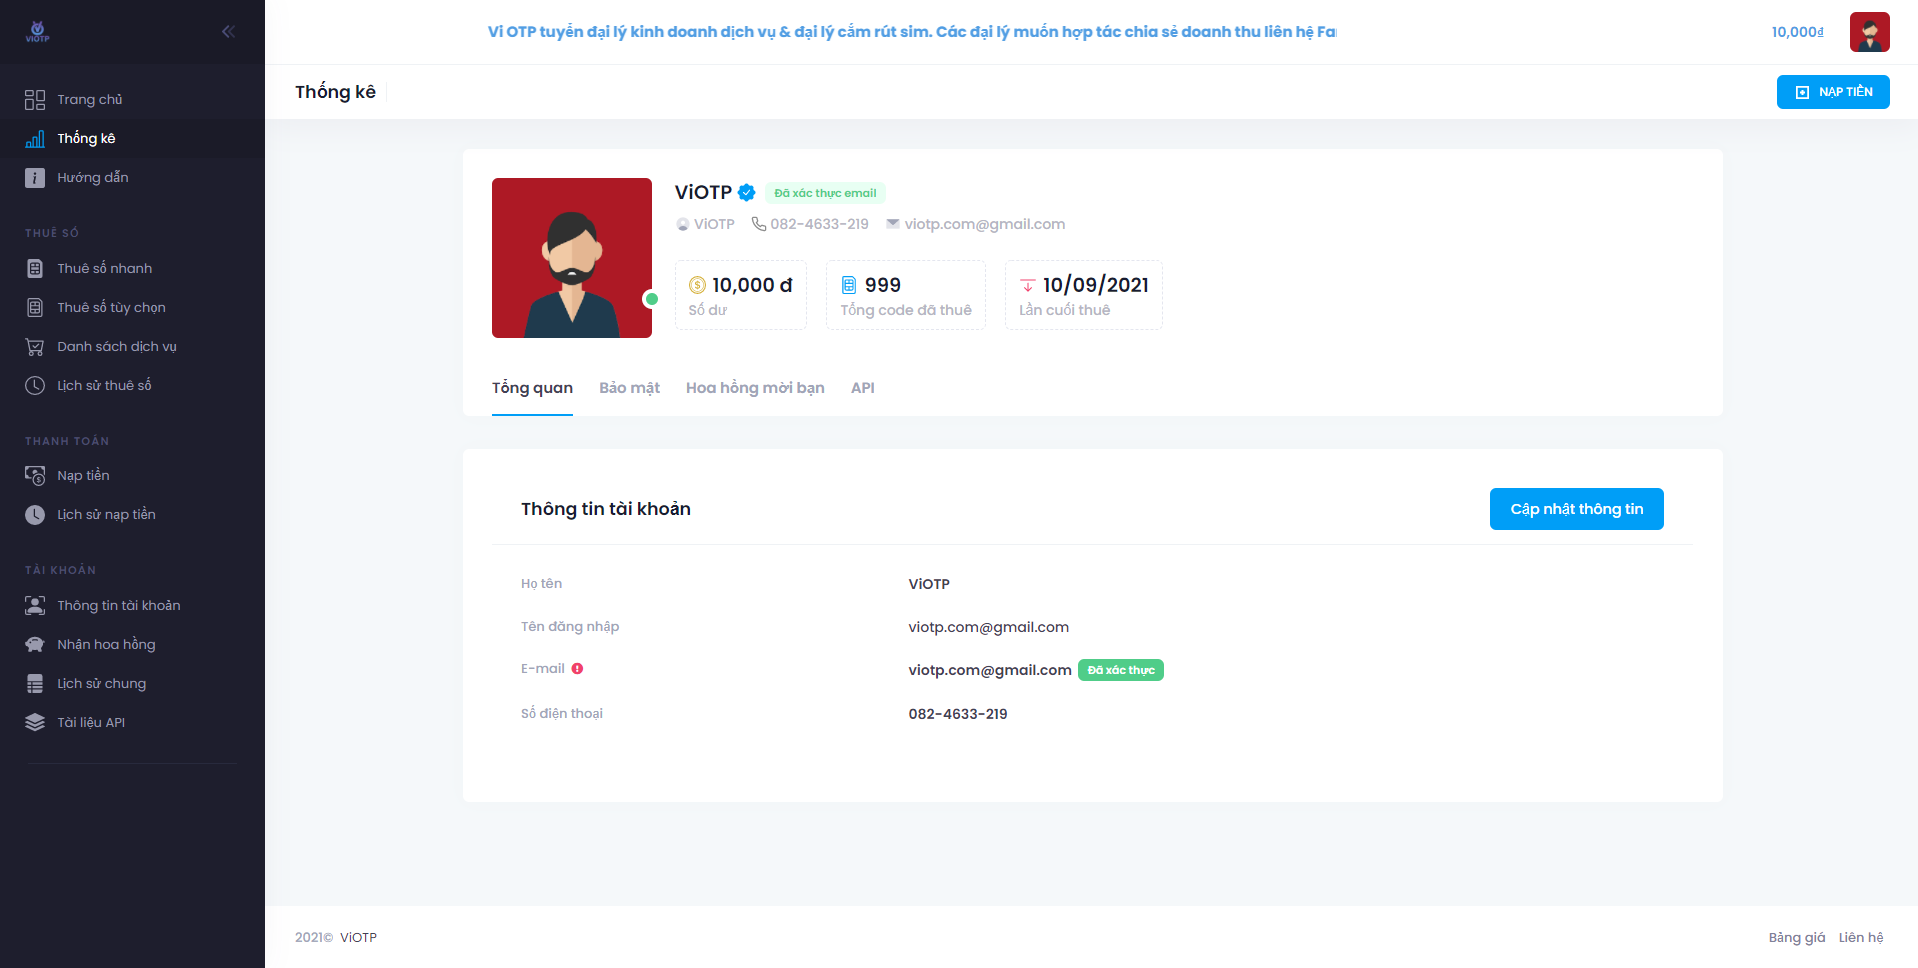 ViOTP
Vi OTP tuyển đại lý kinh doanh dịch vụ & đại lý cắm rút sim. Các đại lý muốn hợp tác chia sẻ doanh thu liên hệ Fa
10,000đ
Trang chủ
Thống kê
Hướng dẫn
THUÊ SỐ
Thuê số nhanh
Thuê số tùy chọn
Danh sách dịch vụ
Lịch sử thuê số
THANH TOÁN
Nạp tiền
Lịch sử nạp tiền
TÀI KHOẢN
Thông tin tài khoản
Nhận hoa hồng
Lịch sử chung
Tài liệu API
Thống kê
NẠP TIỀN
ViOTP Đã xác thực email
ViOTP 082-4633-219 viotp.com@gmail.com
10,000 đ
Số dư
999
Tổng code đã thuê
10/09/2021
Lần cuối thuê
Tổng quan Bảo mật Hoa hồng mời bạn API
Thông tin tài khoản
Cập nhật thông tin
Họ tên ViOTP
Tên đăng nhập viotp.com@gmail.com
E-mail viotp.com@gmail.com Đã xác thực
Số điện thoại 082-4633-219
2021© ViOTP
Bảng giá Liên hệ